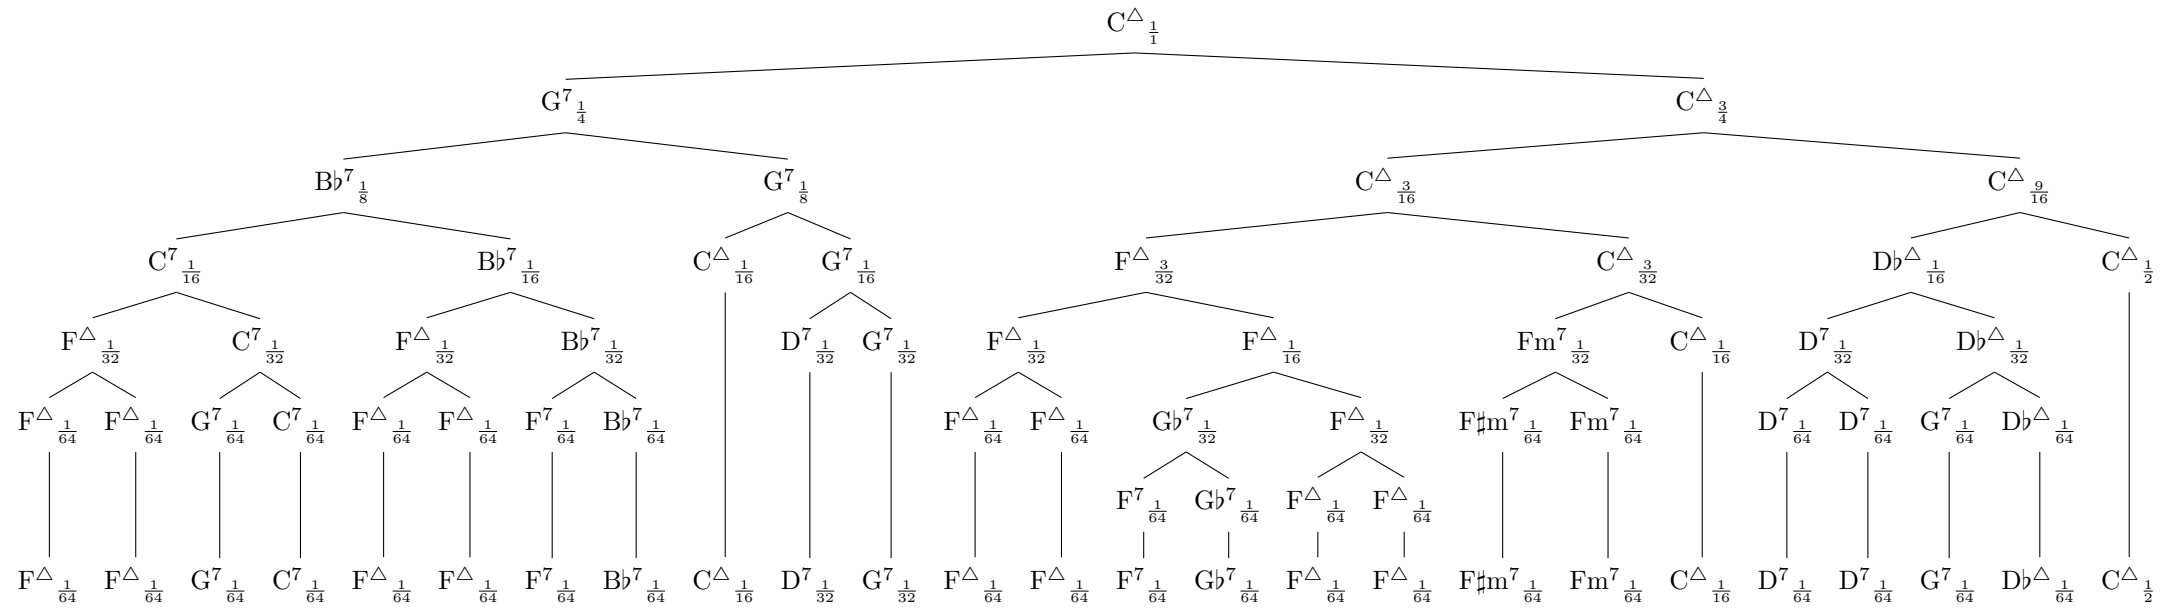 C△ 1/1
G7 1/4 C△ 3/4
B♭7 1/8 G7 1/8 C△ 3/16 C△ 9/16
C7 1/16 B♭7 1/16 C△ 1/16 G7 1/16 F△ 3/32 C△ 3/32 D♭△ 1/16 C△ 1/2
F△ 1/32 C7 1/32 F△ 1/32 B♭7 1/32 D7 1/32 G7 1/32 F△ 1/32 F△ 1/16 Fm7 1/32 C△ 1/16 D7 1/32 D♭△ 1/32
F△ 1/64 F△ 1/64 G7 1/64 C7 1/64 F△ 1/64 F△ 1/64 F7 1/64 B♭7 1/64 F△ 1/64 F△ 1/64 G♭7 1/32 F△ 1/32 F♯m7 1/64 Fm7 1/64 D7 1/64 D7 1/64 G7 1/64 D♭△ 1/64
F7 1/64 G♭7 1/64 F△ 1/64 F△ 1/64
F△ 1/64 F△ 1/64 G7 1/64 C7 1/64 F△ 1/64 F△ 1/64 F7 1/64 B♭7 1/64 C△ 1/16 D7 1/32 G7 1/32 F△ 1/64 F△ 1/64 F7 1/64 G♭7 1/64 F△ 1/64 F△ 1/64 F♯m7 1/64 Fm7 1/64 C△ 1/16 D7 1/64 D7 1/64 G7 1/64 D♭△ 1/64 C△ 1/2